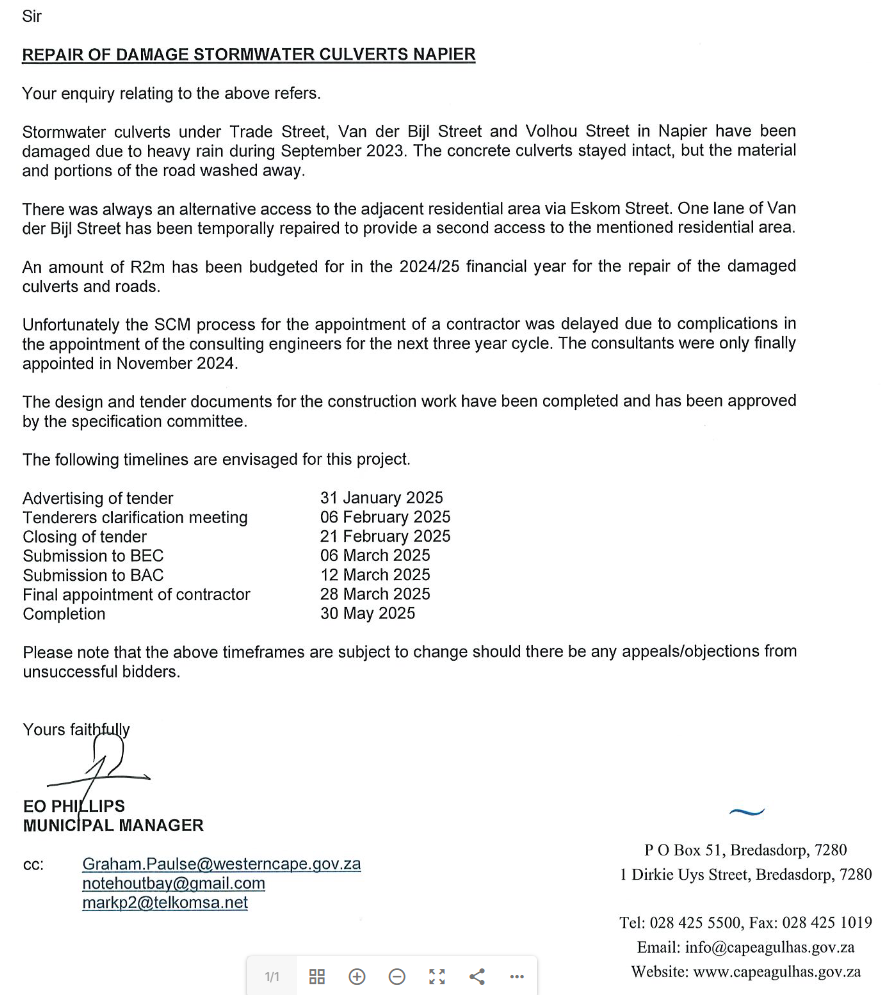 Sir
REPAIR OF DAMAGE STORMWATER CULVERTS NAPIER
Your enquiry relating to the above refers.
Stormwater culverts under Trade Street, Van der Bijl Street and Volhou Street in Napier have been
damaged due to heavy rain during September 2023. The concrete culverts stayed intact, but the material
and portions of the road washed away.
There was always an alternative access to the adjacent residential area via Eskom Street. One lane of Van
der Bijl Street has been temporally repaired to provide a second access to the mentioned residential area.
An amount of R2m has been budgeted for in the 2024/25 financial year for the repair of the damaged
culverts and roads.
Unfortunately the SCM process for the appointment of a contractor was delayed due to complications in
the appointment of the consulting engineers for the next three year cycle. The consultants were only finally
appointed in November 2024.
The design and tender documents for the construction work have been completed and has been approved
by the specification committee.
The following timelines are envisaged for this project.
Advertising of tender 31 January 2025
Tenderers clarification meeting 06 February 2025
Closing of tender 21 February 2025
Submission to BEC 06 March 2025
Submission to BAC 12 March 2025
Final appointment of contractor 28 March 2025
Completion 30 May 2025
Please note that the above timeframes are subject to change should there be any appeals/objections from
unsuccessful bidders.
Yours faithfully
EO PHILLIPS
MUNICIPAL MANAGER
cc: Graham.Paulse@westerncape.gov.za
notehoutbay@gmail.com
markp2@telkomsa.net
P O Box 51, Bredasdorp, 7280
1 Dirkie Uys Street, Bredasdorp, 7280
Tel: 028 425 5500, Fax: 028 425 1019
Email: info@capeagulhas.gov.za
Website: www.capeagulhas.gov.za
1/1